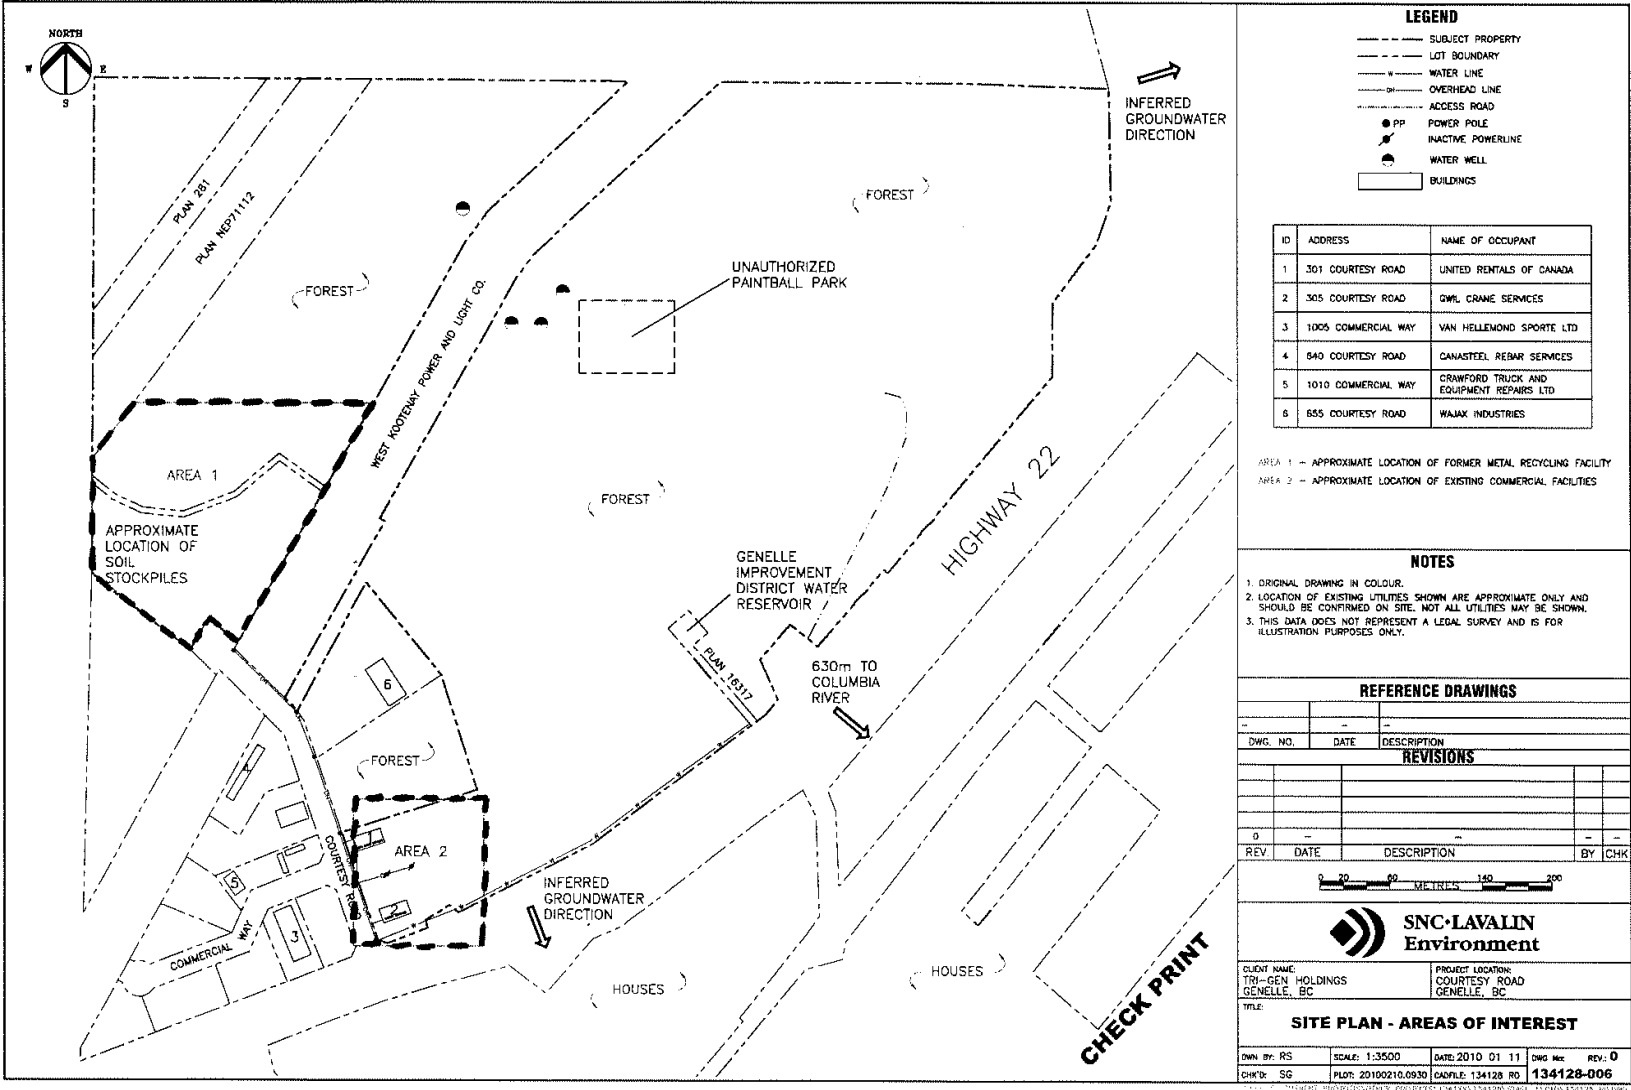 NORTH
W
E
S
PLAN 281
PLAN NEP71112
FOREST
FOREST
WEST KOOTENAY POWER AND LIGHT CO.
UNAUTHORIZED
PAINTBALL PARK
INFERRED
GROUNDWATER
DIRECTION
AREA 1
APPROXIMATE
LOCATION OF
SOIL
STOCKPILES
FOREST
HIGHWAY 22
GENELLE
IMPROVEMENT
DISTRICT WATER
RESERVOIR
PLAN 16317
630m TO
COLUMBIA
RIVER
6
FOREST
4
COURTESY ROAD
1
AREA 2
5
2
3
COMMERCIAL WAY
INFERRED
GROUNDWATER
DIRECTION
HOUSES
HOUSES
CHECK PRINT
LEGEND
SUBJECT PROPERTY
LOT BOUNDARY
W WATER LINE
OH OVERHEAD LINE
ACCESS ROAD
PP POWER POLE
INACTIVE POWERLINE
WATER WELL
BUILDINGS
ID ADDRESS NAME OF OCCUPANT
1 301 COURTESY ROAD UNITED RENTALS OF CANADA
2 305 COURTESY ROAD GWIL CRANE SERVICES
3 1005 COMMERCIAL WAY VAN HELLEMOND SPORTE LTD
4 640 COURTESY ROAD CANASTEEL REBAR SERVICES
5 1010 COMMERCIAL WAY CRAWFORD TRUCK AND
EQUIPMENT REPAIRS LTD
6 655 COURTESY ROAD WAJAX INDUSTRIES
AREA 1 – APPROXIMATE LOCATION OF FORMER METAL RECYCLING FACILITY
AREA 2 – APPROXIMATE LOCATION OF EXISTING COMMERCIAL FACILITIES
NOTES
1. ORIGINAL DRAWING IN COLOUR.
2. LOCATION OF EXISTING UTILITIES SHOWN ARE APPROXIMATE ONLY AND
SHOULD BE CONFIRMED ON SITE. NOT ALL UTILITIES MAY BE SHOWN.
3. THIS DATA DOES NOT REPRESENT A LEGAL SURVEY AND IS FOR
ILLUSTRATION PURPOSES ONLY.
REFERENCE DRAWINGS
– – –
DWG. NO. DATE DESCRIPTION
REVISIONS
0 – – – –
REV. DATE DESCRIPTION BY CHK
0 20 60 140 200
METRES
SNC·LAVALIN
Environment
CLIENT NAME:
TRI-GEN HOLDINGS
GENELLE, BC
PROJECT LOCATION:
COURTESY ROAD
GENELLE, BC
TITLE:
SITE PLAN - AREAS OF INTEREST
DWN BY: RS SCALE: 1:3500 DATE: 2010 01 11 DWG No: REV.: 0
CHK'D: SG PLOT: 20100210.0930 CADFILE: 134128 R0 134128-006